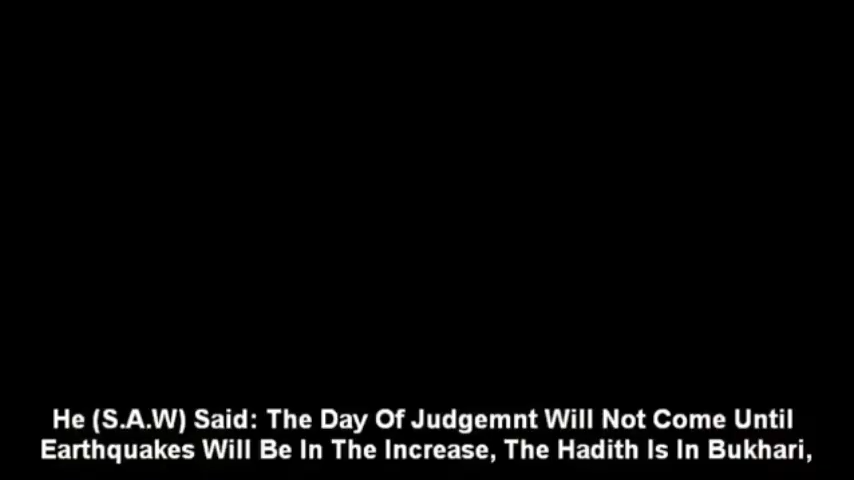 He (S.A.W) Said: The Day Of Judgemnt Will Not Come Until
Earthquakes Will Be In The Increase, The Hadith Is In Bukhari,